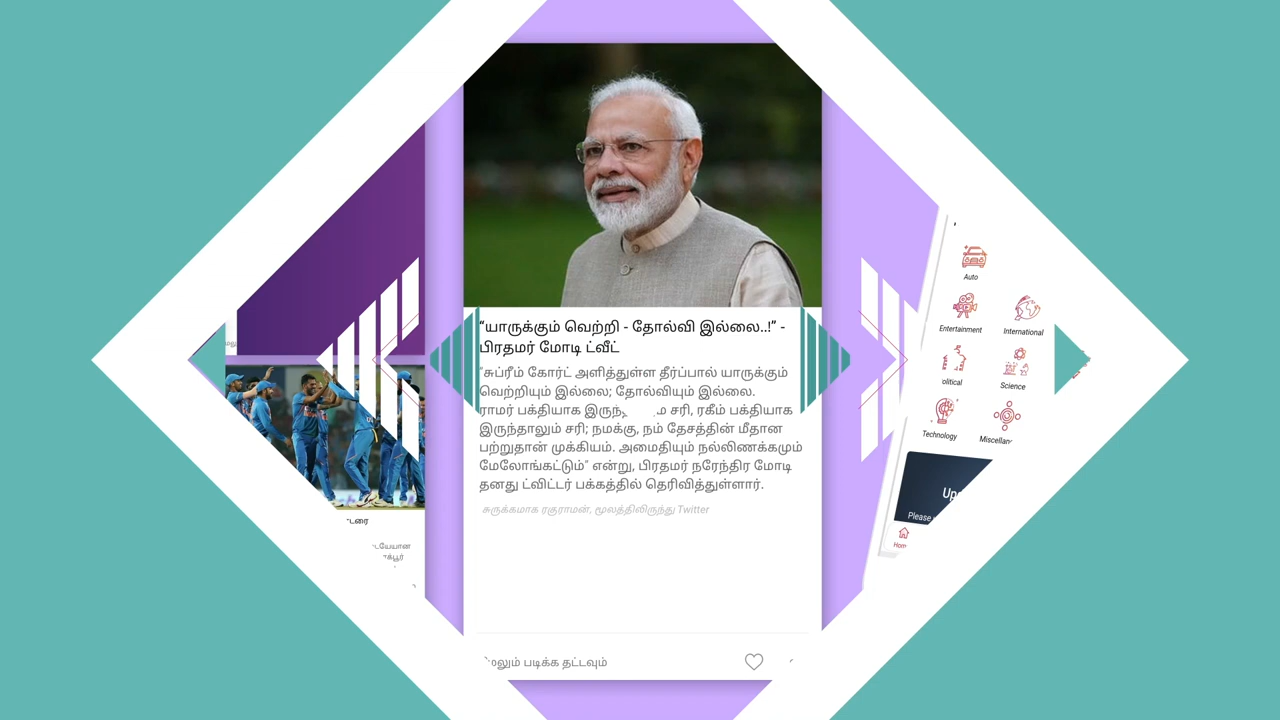 “யாருக்கும் வெற்றி - தோல்வி இல்லை..!” -
பிரதமர் மோடி ட்வீட்
"சுப்ரீம் கோர்ட் அளித்துள்ள தீர்ப்பால் யாருக்கும்
வெற்றியும் இல்லை; தோல்வியும் இல்லை.
ராமர் பக்தியாக சரி, ரகீம் பக்தியாக
இருந்தாலும் சரி; நமக்கு, நம் தேசத்தின் மீதான
பற்றுதான் முக்கியம். அமைதியும் நல்லிணக்கமும்
மேலோங்கட்டும்" என்று, பிரதமர் நரேந்திர மோடி
தனது ட்விட்டர் பக்கத்தில் தெரிவித்துள்ளார்.
சுருக்கமாக ரகுராமன், மூலத்திலிருந்து Twitter
படிக்க தட்டவும்
Auto
Entertainment
International
Science
Technology
Please